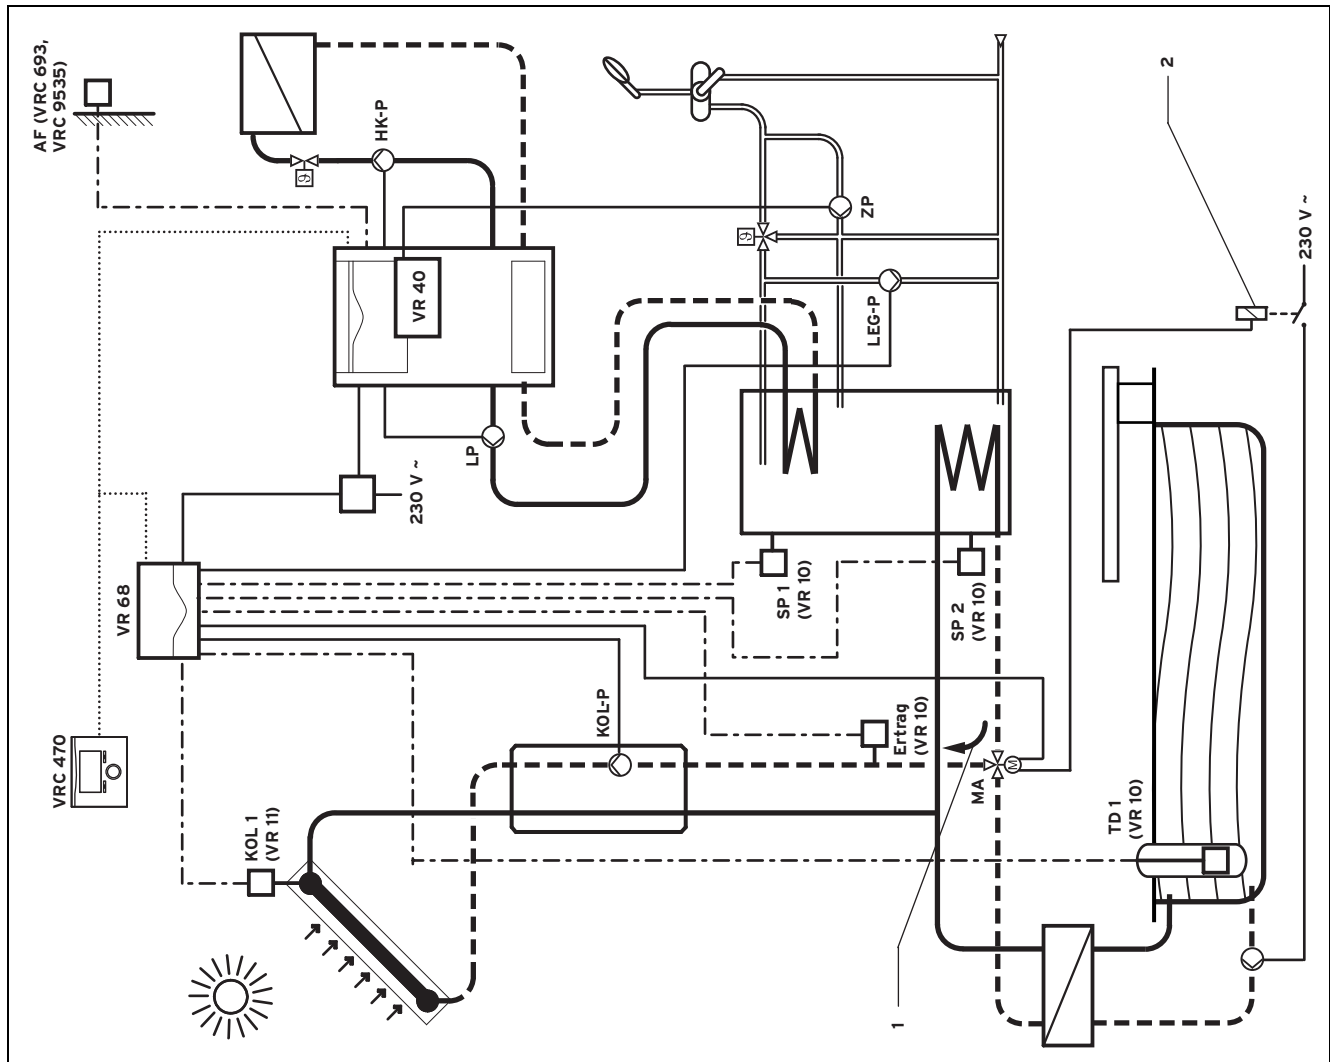 AF (VRC 693,
VRC 9535)
HK-P
ϑ
VR 40
ZP
ϑ
LEG-P
2
230 V ~
LP
230 V ~
VR 68
SP 1
(VR 10)
SP 2
(VR 10)
KOL-P
Ertrag
(VR 10)
VRC 470
M
MA
TD 1
(VR 10)
KOL 1
(VR 11)
1